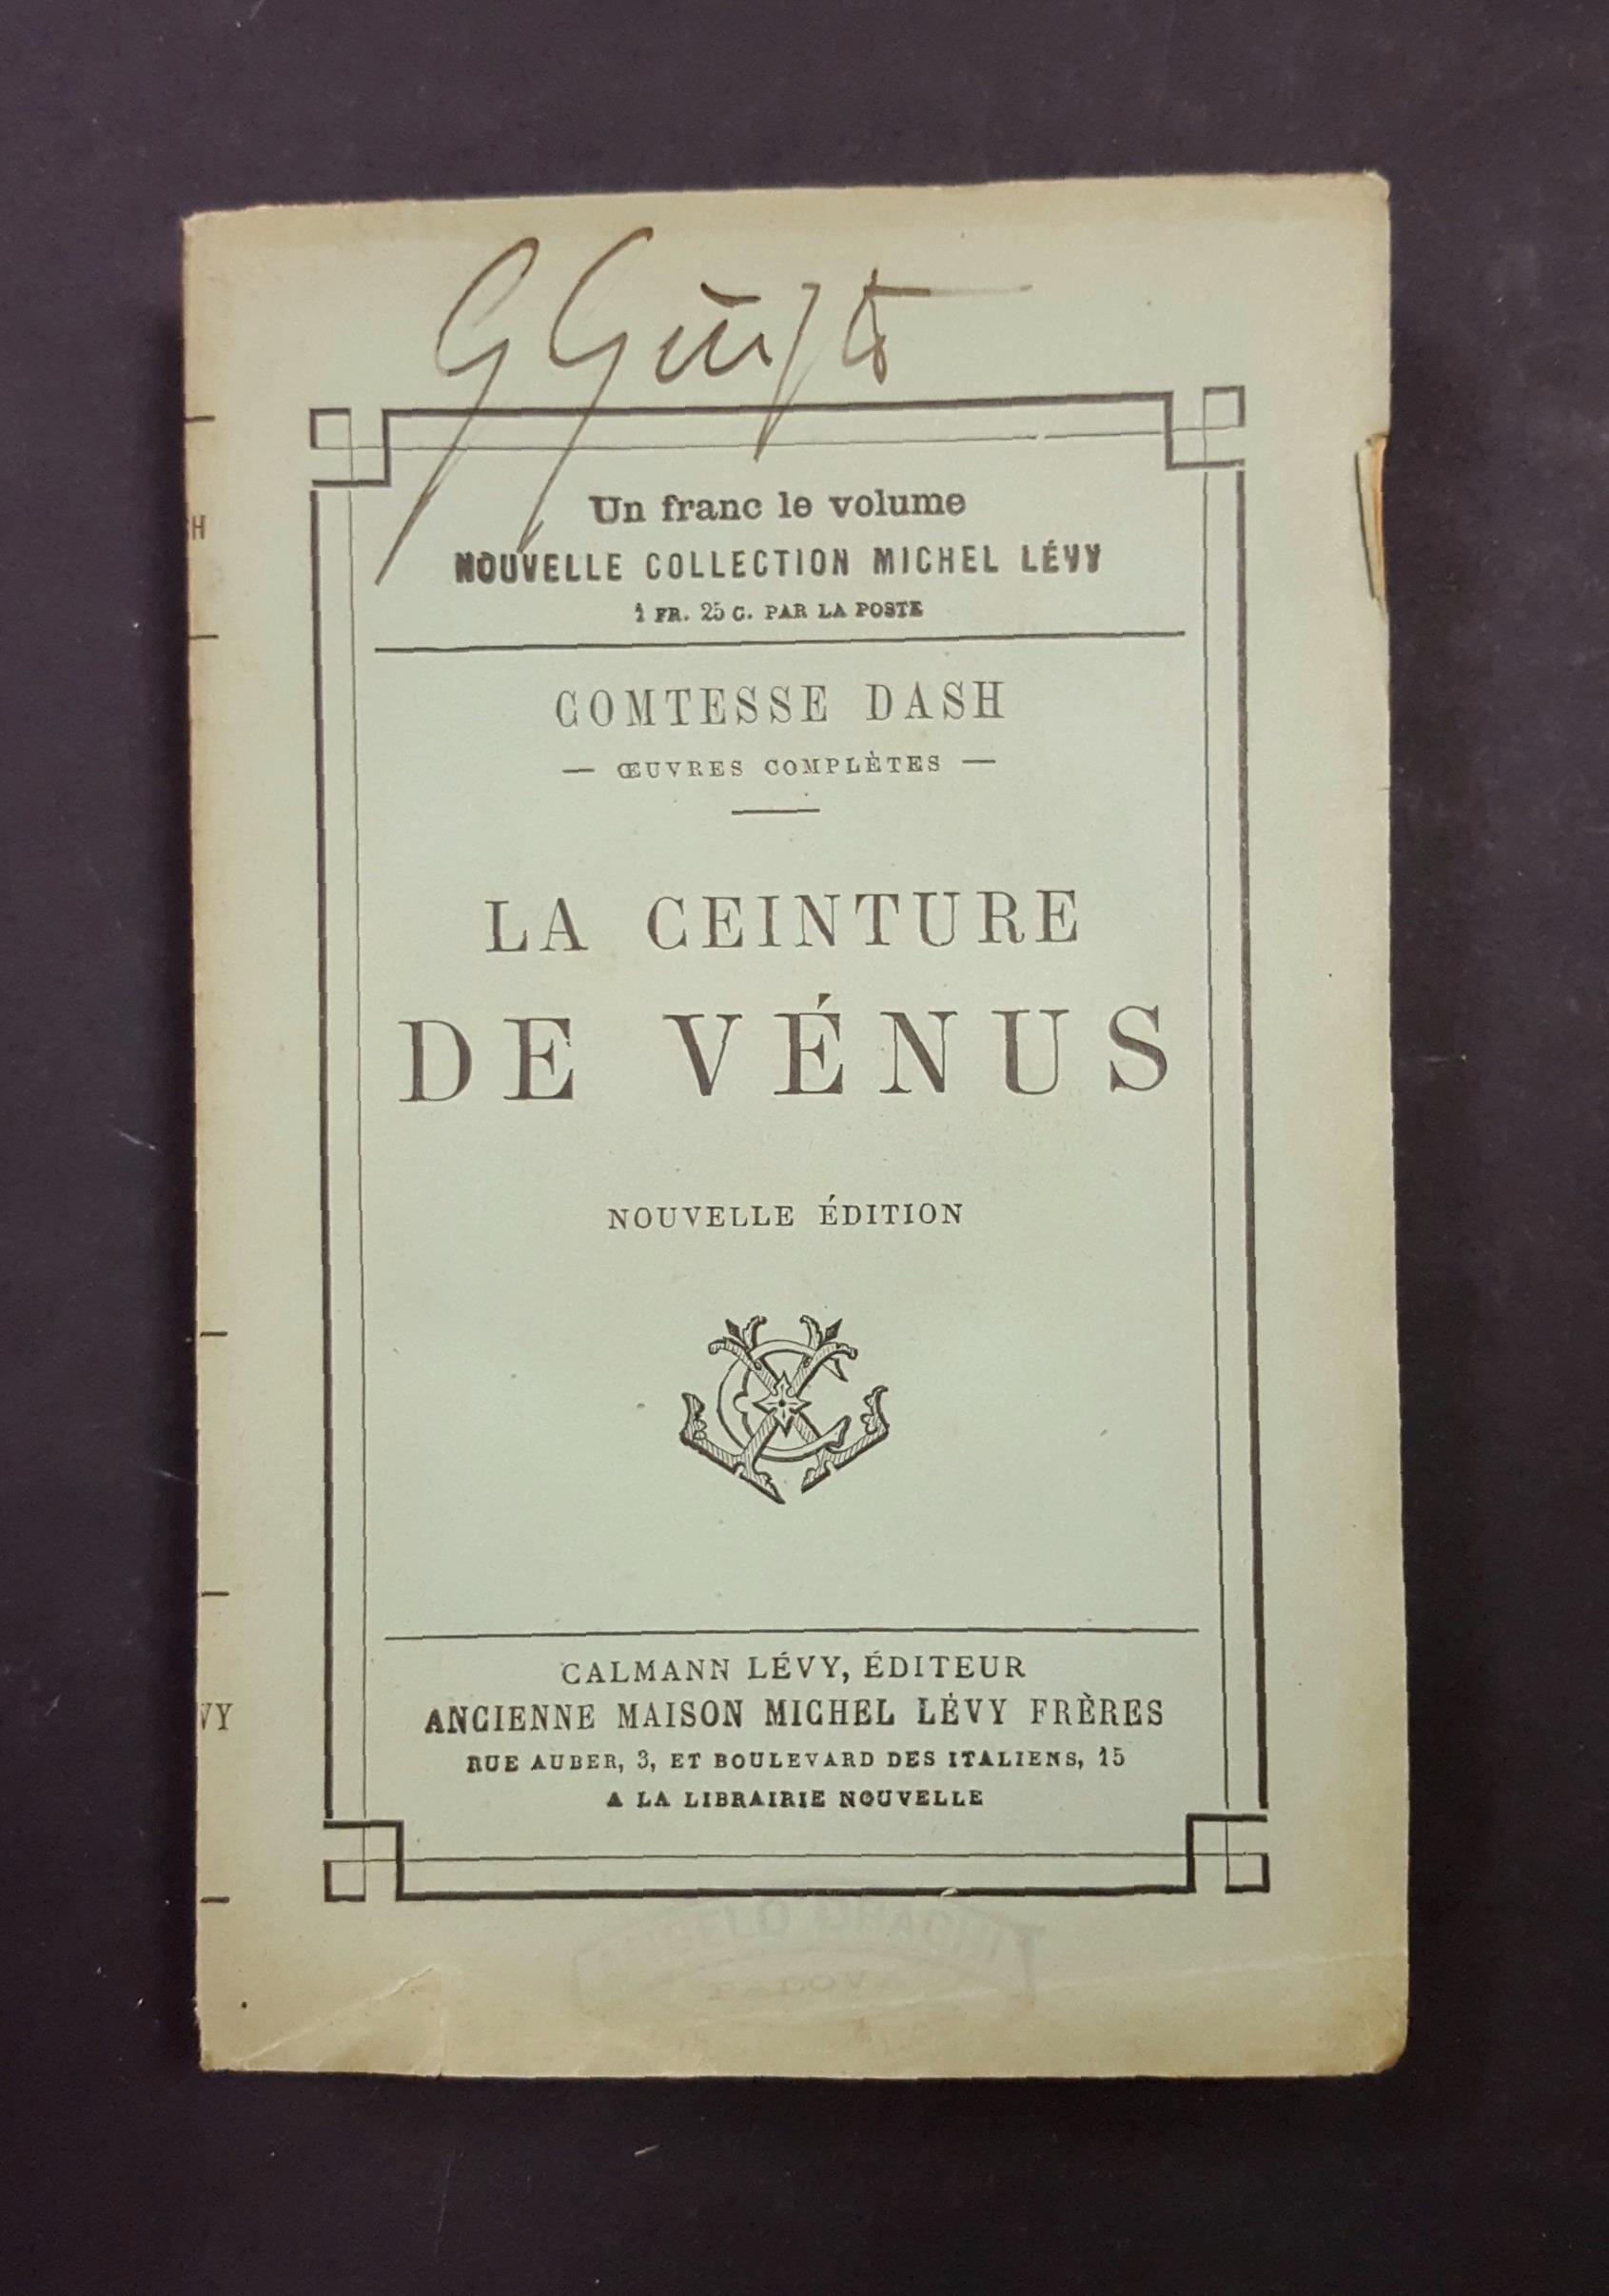 Un franc le volume
NOUVELLE COLLECTION MICHEL LÉVY
1 FR. 25 C. PAR LA POSTE
COMTESSE DASH
— ŒUVRES COMPLÈTES —
LA CEINTURE
DE VÉNUS
NOUVELLE ÉDITION
CALMANN LÉVY, ÉDITEUR
ANCIENNE MAISON MICHEL LÉVY FRÈRES
RUE AUBER, 3, ET BOULEVARD DES ITALIENS, 15
A LA LIBRAIRIE NOUVELLE